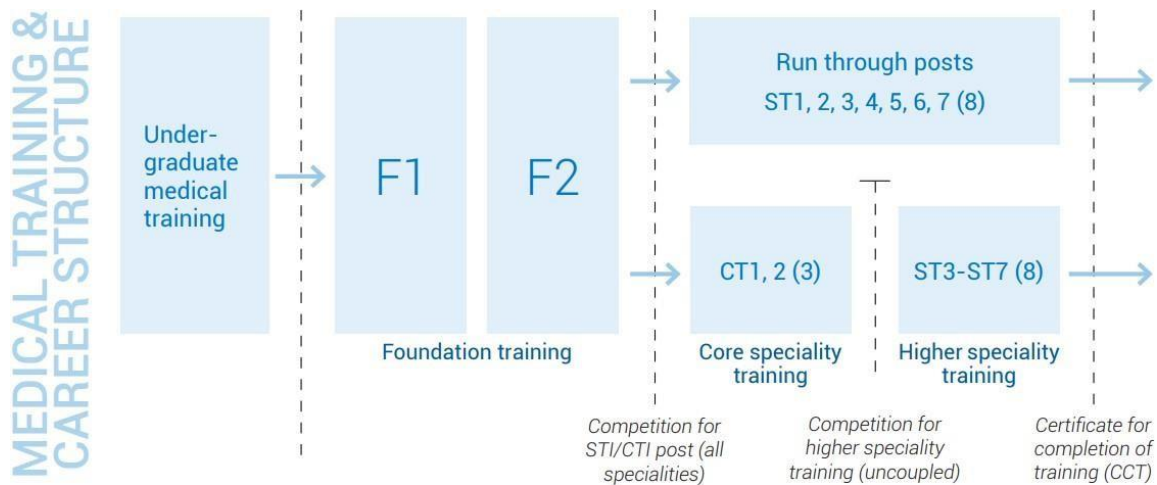 MEDICAL TRAINING &
CAREER STRUCTURE
Under-
graduate
medical
training
F1
F2
Foundation training
Run through posts
ST1, 2, 3, 4, 5, 6, 7 (8)
CT1, 2 (3)
Core speciality
training
ST3-ST7 (8)
Higher speciality
training
Competition for
STI/CTI post (all
specialities)
Competition for
higher speciality
training (uncoupled)
Certificate for
completion of
training (CCT)